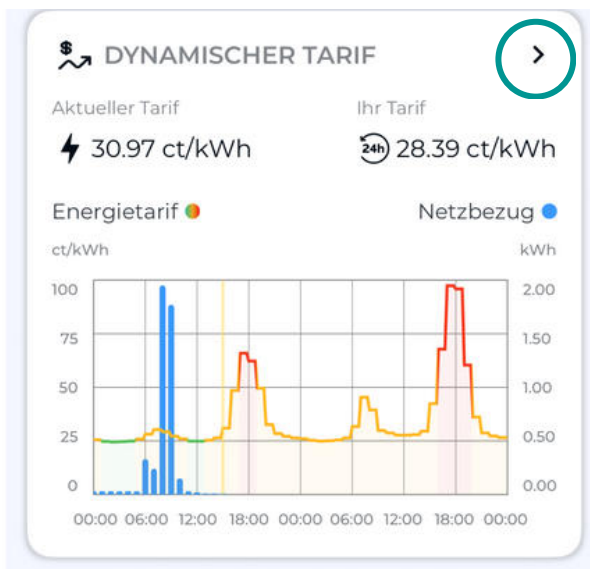 $ DYNAMISCHER TARIF
Aktueller Tarif Ihr Tarif
30.97 ct/kWh 24h 28.39 ct/kWh
Energietarif Netzbezug
ct/kWh kWh
100 2.00
75 1.50
50 1.00
25 0.50
0 0.00
00:00 06:00 12:00 18:00 00:00 06:00 12:00 18:00 00:00